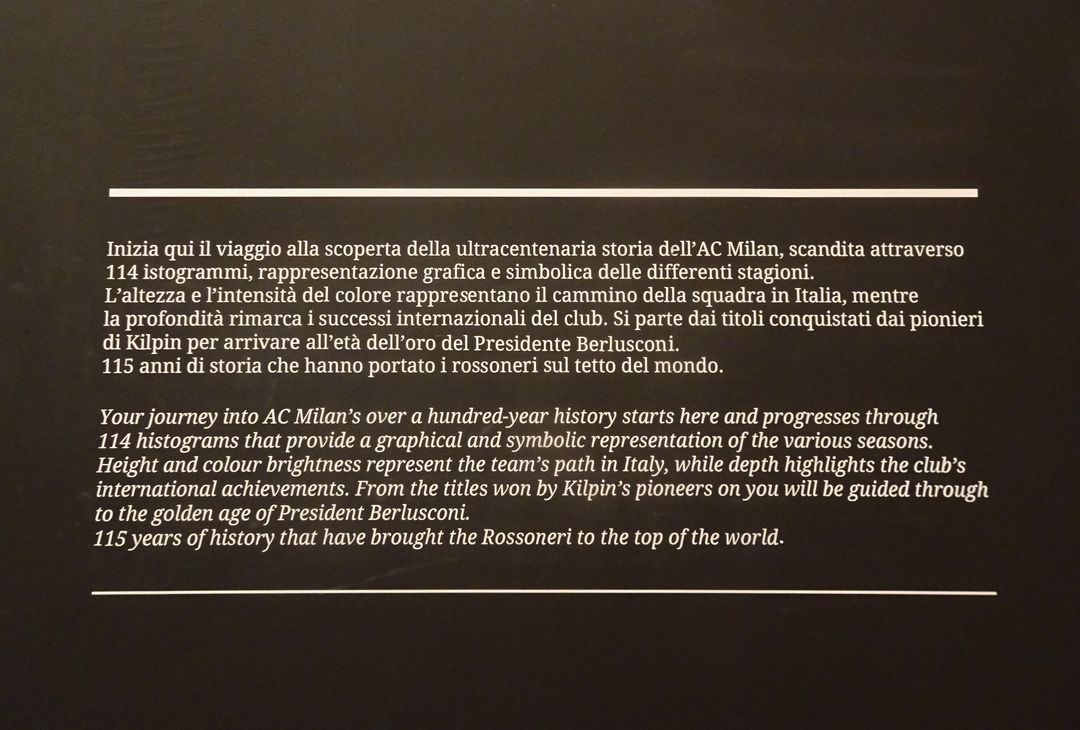 Inizia qui il viaggio alla scoperta della ultracentenaria storia dell’AC Milan, scandita attraverso
114 istogrammi, rappresentazione grafica e simbolica delle differenti stagioni.
L’altezza e l’intensità del colore rappresentano il cammino della squadra in Italia, mentre
la profondità rimarca i successi internazionali del club. Si parte dai titoli conquistati dai pionieri
di Kilpin per arrivare all’età dell’oro del Presidente Berlusconi.
115 anni di storia che hanno portato i rossoneri sul tetto del mondo.
Your journey into AC Milan’s over a hundred-year history starts here and progresses through
114 histograms that provide a graphical and symbolic representation of the various seasons.
Height and colour brightness represent the team’s path in Italy, while depth highlights the club’s
international achievements. From the titles won by Kilpin’s pioneers on you will be guided through
to the golden age of President Berlusconi.
115 years of history that have brought the Rossoneri to the top of the world.